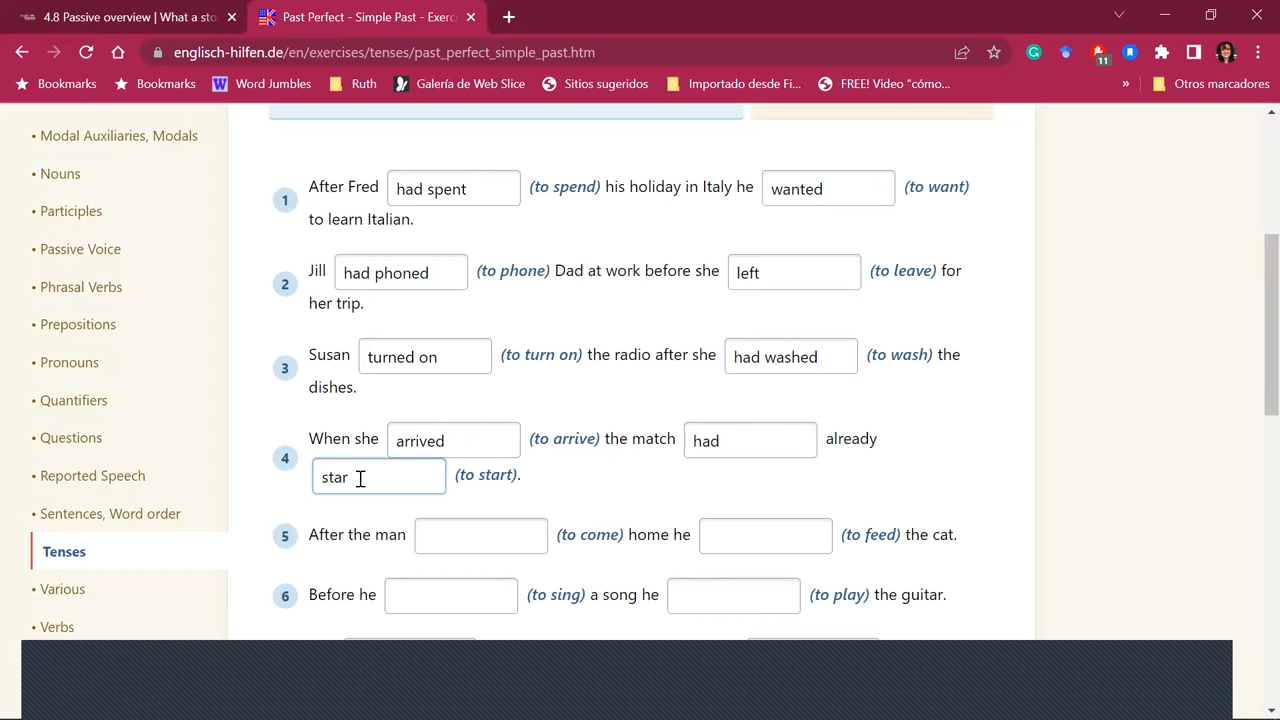 4.8 Passive overview | What a sto
Past Perfect - Simple Past - Exerc
englisch-hilfen.de/en/exercises/tenses/past_perfect_simple_past.htm
11
Bookmarks
Bookmarks
Word Jumbles
Ruth
Galería de Web Slice
Sitios sugeridos
Importado desde Fi...
FREE! Video "cómo...
»
Otros marcadores
• Modal Auxiliaries, Modals
• Nouns
• Participles
• Passive Voice
• Phrasal Verbs
• Prepositions
• Pronouns
• Quantifiers
• Questions
• Reported Speech
• Sentences, Word order
Tenses
• Various
• Verbs
1 After Fred had spent (to spend) his holiday in Italy he wanted (to want)
to learn Italian.
2 Jill had phoned (to phone) Dad at work before she left (to leave) for
her trip.
3 Susan turned on (to turn on) the radio after she had washed (to wash) the
dishes.
4 When she arrived (to arrive) the match had already
star (to start).
5 After the man (to come) home he (to feed) the cat.
6 Before he (to sing) a song he (to play) the guitar.